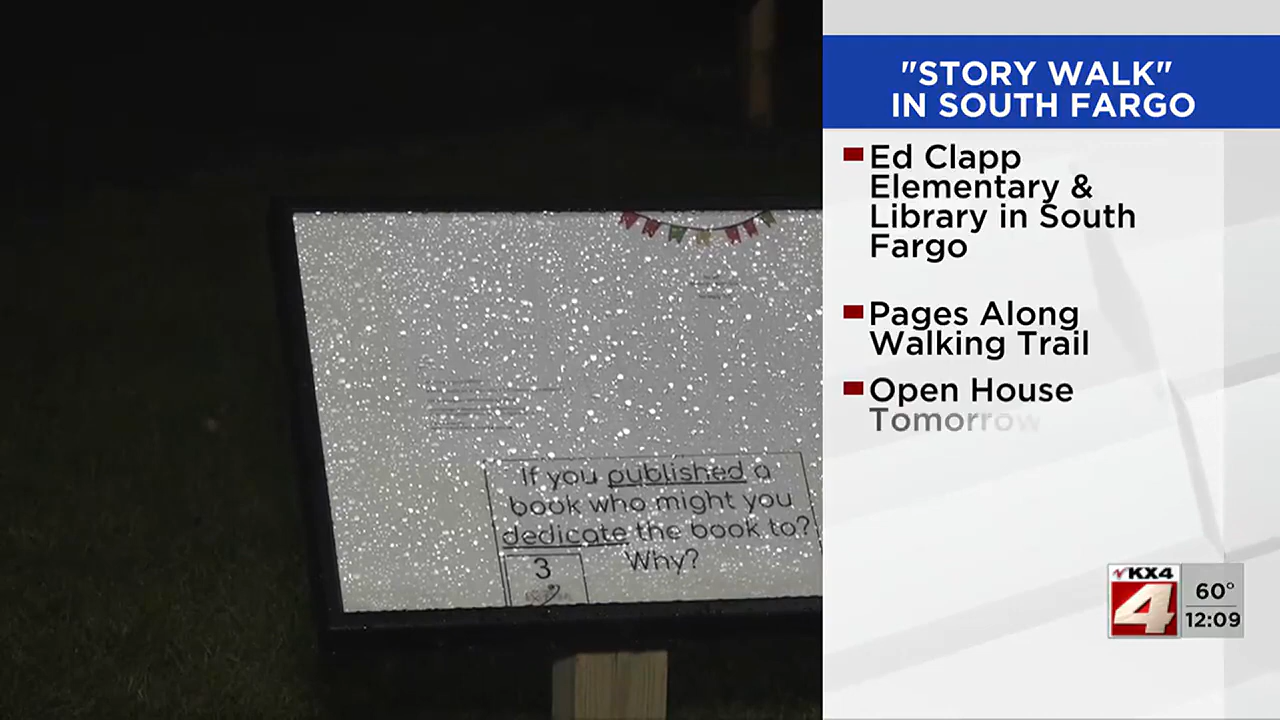 "STORY WALK"
IN SOUTH FARGO
Ed Clapp
Elementary &
Library in South
Fargo
Pages Along
Walking Trail
Open House
Tomorrow
If you published a
book who might you
dedicate the book to?
Why?
3
KX4
4
60°
12:09